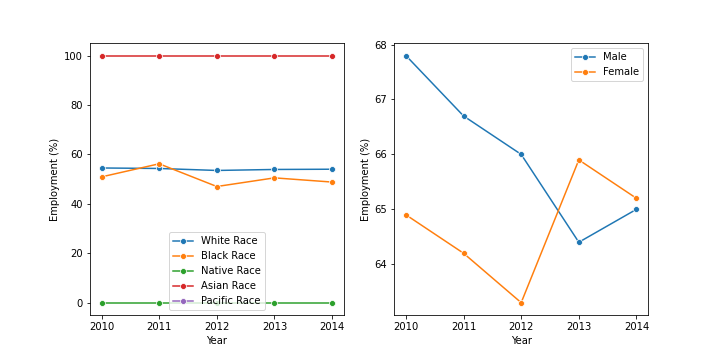 100
80
60
40
20
0
Employment (%)
White Race
Black Race
Native Race
Asian Race
Pacific Race
2010 2011 2012 2013 2014
Year
68
67
66
65
64
Employment (%)
Male
Female
2010 2011 2012 2013 2014
Year